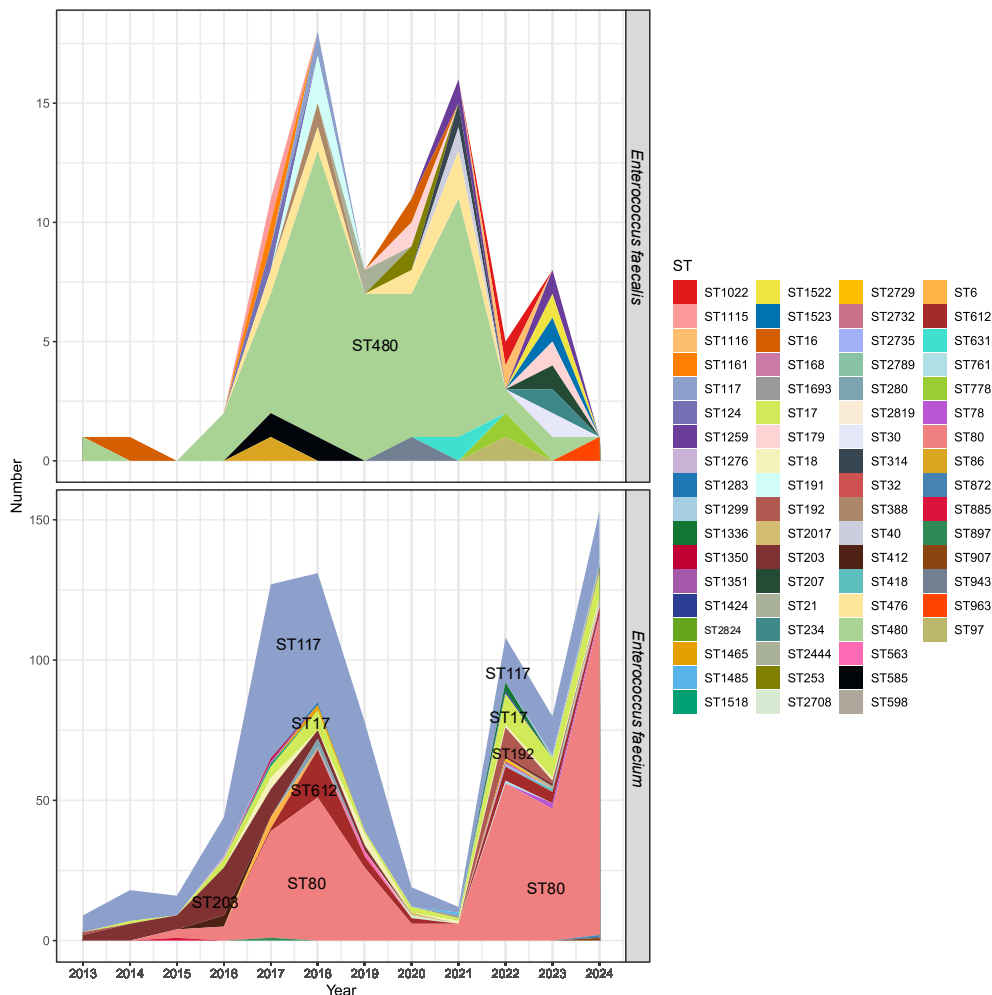 15
10
5
0
ST480
Enterococcus faecalis
Number
150
100
50
0
ST117
ST17
ST612
ST203
ST80
ST117
ST17
ST192
ST80
Enterococcus faecium
2013 2014 2015 2016 2017 2018 2019 2020 2021 2022 2023 2024
Year
ST
ST1022 ST1522 ST2729 ST6
ST1115 ST1523 ST2732 ST612
ST1116 ST16 ST2735 ST631
ST1161 ST168 ST2789 ST761
ST117 ST1693 ST280 ST778
ST124 ST17 ST2819 ST78
ST1259 ST179 ST30 ST80
ST1276 ST18 ST314 ST86
ST1283 ST191 ST32 ST872
ST1299 ST192 ST388 ST885
ST1336 ST2017 ST40 ST897
ST1350 ST203 ST412 ST907
ST1351 ST207 ST418 ST943
ST1424 ST21 ST476 ST963
ST2824 ST234 ST480 ST97
ST1465 ST2444 ST563
ST1485 ST253 ST585
ST1518 ST2708 ST598